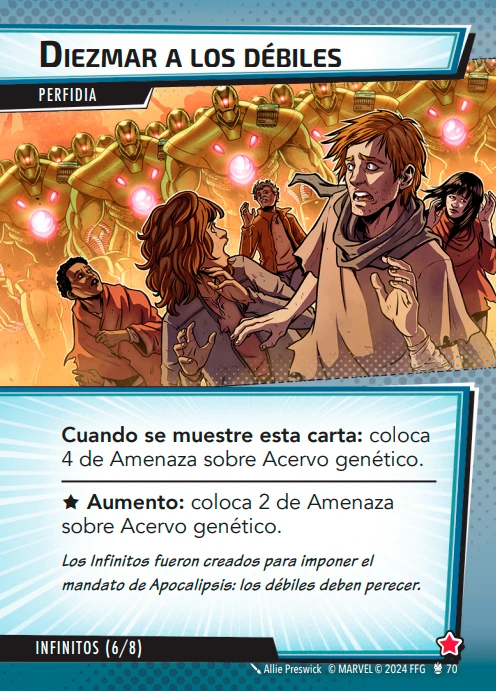 Diezmar a los débiles
PERFIDIA
Cuando se muestre esta carta: coloca
4 de Amenaza sobre Acervo genético.
★ Aumento: coloca 2 de Amenaza
sobre Acervo genético.
Los Infinitos fueron creados para imponer el
mandato de Apocalipsis: los débiles deben perecer.
INFINITOS (6/8)
Allie Preswick © MARVEL © 2024 FFG 70